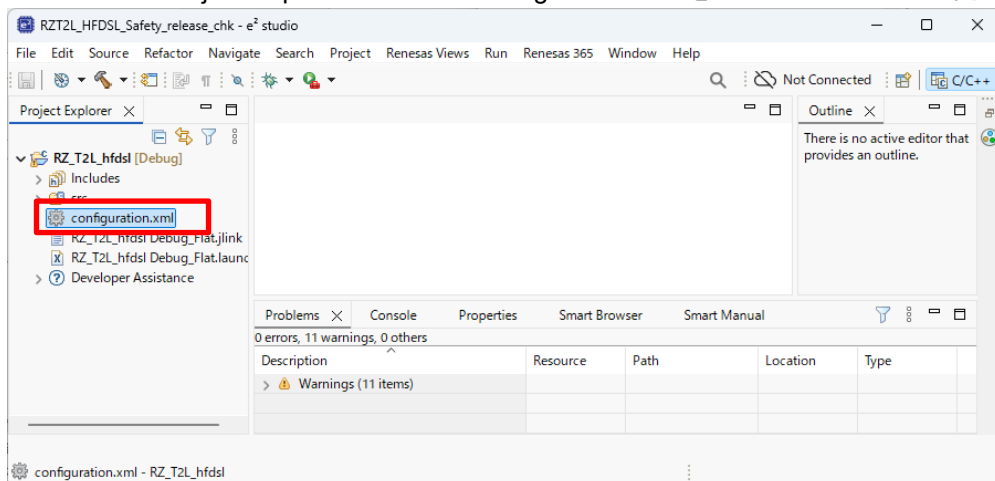 RZT2L_HFDSL_Safety_release_chk - e² studio
File Edit Source Refactor Navigate Search Project Renesas Views Run Renesas 365 Window Help
Not Connected C/C++
Project Explorer
Outline
There is no active editor that
provides an outline.
RZ_T2L_hfdsl [Debug]
Includes
src
configuration.xml
RZ_T2L_hfdsl Debug_Flat.jlink
RZ_T2L_hfdsl Debug_Flat.launc
Developer Assistance
Problems Console Properties Smart Browser Smart Manual
0 errors, 11 warnings, 0 others
Description Resource Path Location Type
Warnings (11 items)
configuration.xml - RZ_T2L_hfdsl